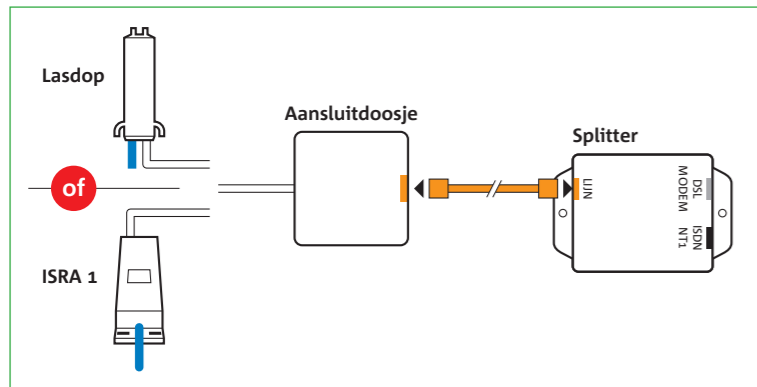 Lasdop
Aansluitdoosje
Splitter
of
LIJN
DSL
MODEM
ISDN
NT1
ISRA 1